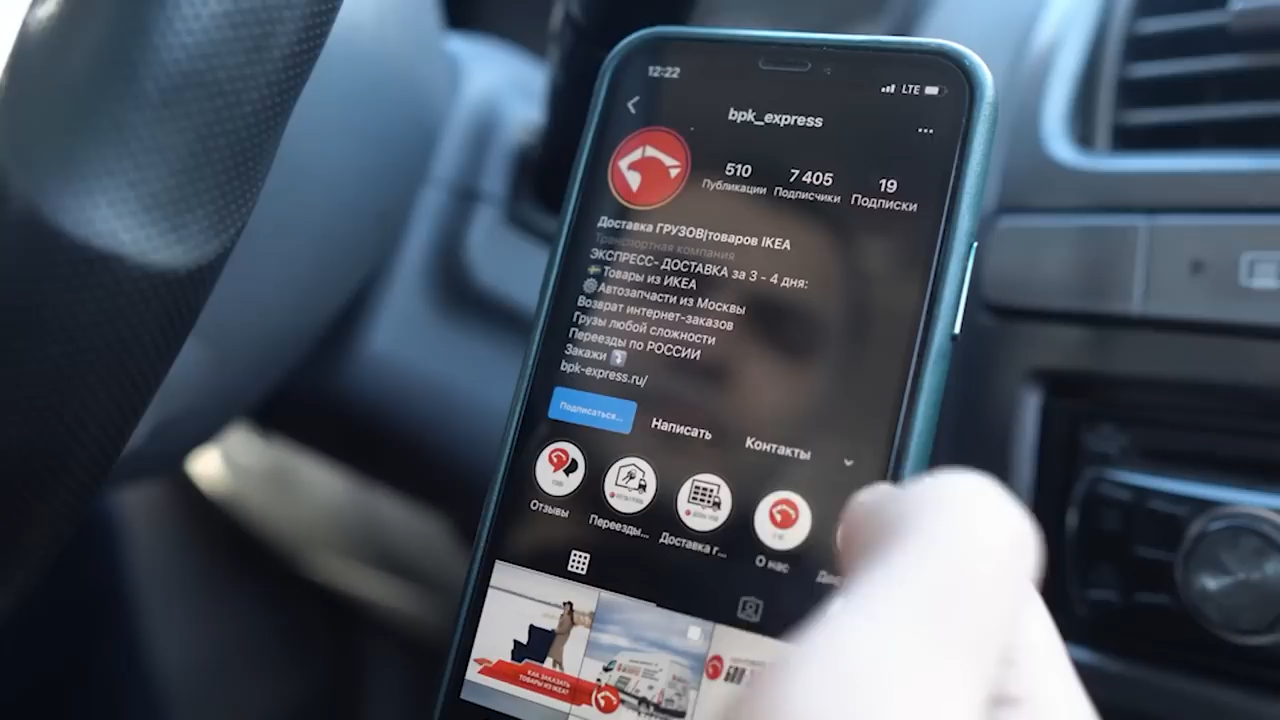 12:22
LTE
bpk_express
510
7 405
19
Публикации
Подписчики
Подписки
Доставка ГРУЗОВ|товаров IKEA
Транспортная компания
ЭКСПРЕСС- ДОСТАВКА за 3 - 4 дня:
Товары из ИКЕА
Автозапчасти из Москвы
Возврат интернет-заказов
Грузы любой сложности
Переезды по РОССИИ
Закажи
bpk-express.ru/
Подписаться...
Написать
Контакты
Отзывы
Переезды...
Доставка г...
О нас
КАК ЗАКАЗАТЬ
ТОВАРЫ ИЗ IKEA?